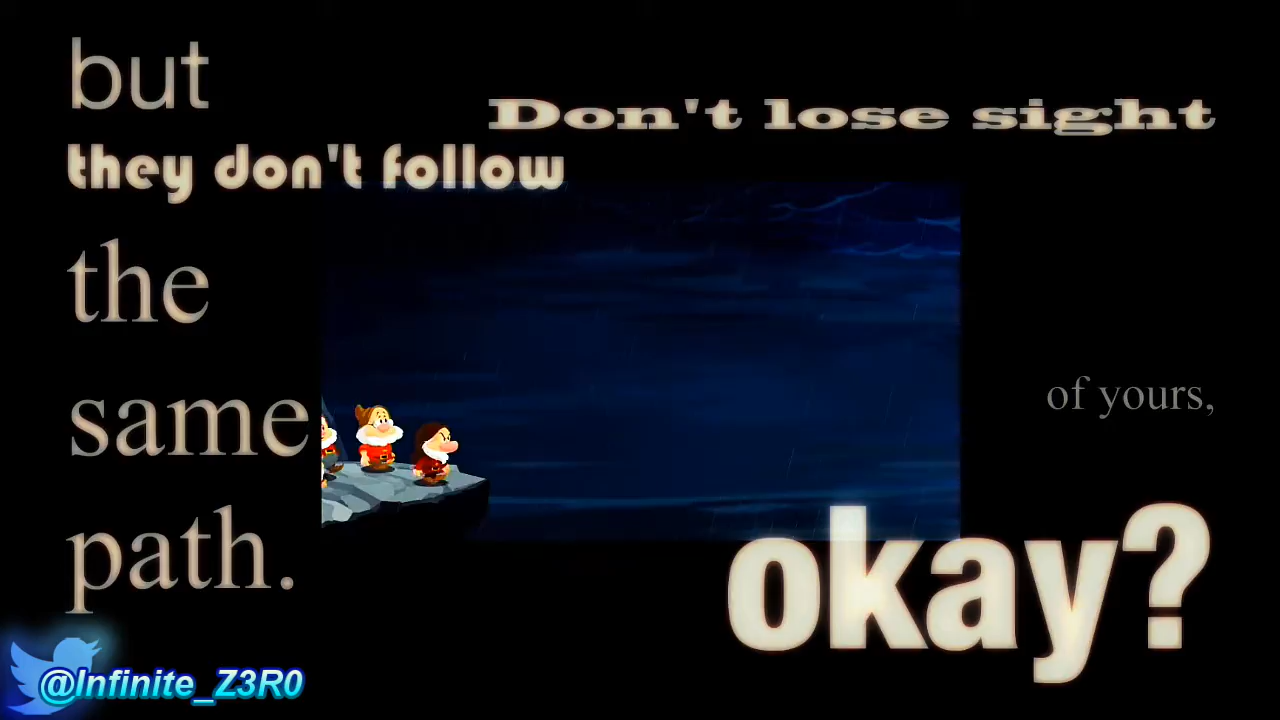 but
they don't follow
the
same
path.
Don't lose sight
of yours,
okay?
@Infinite_Z3R0